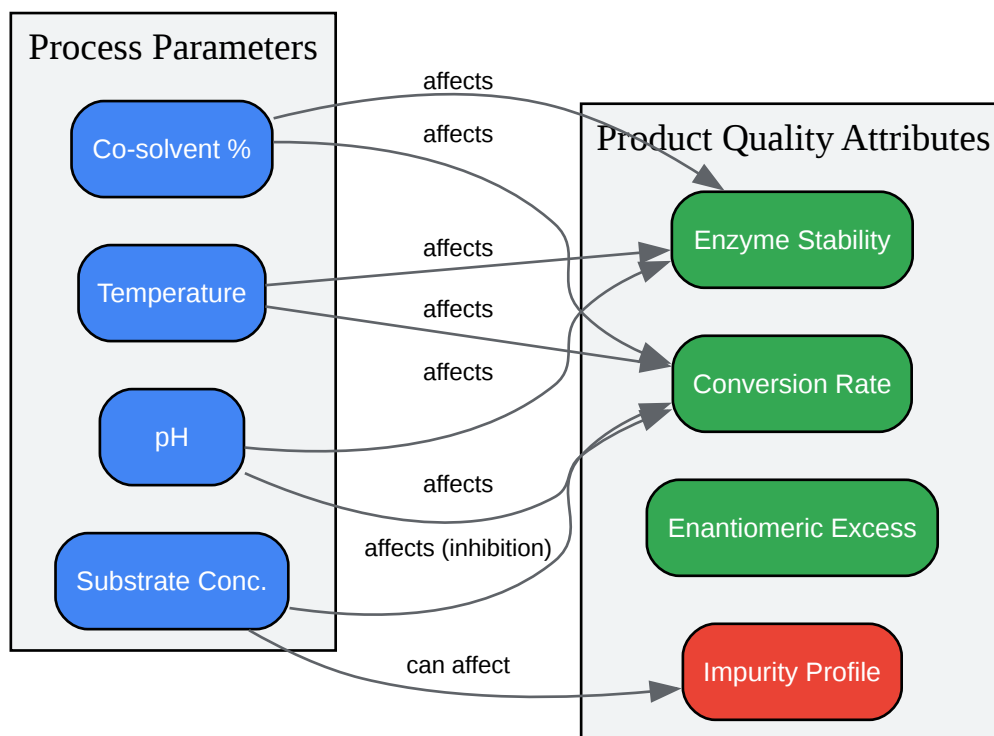 Process Parameters
Co-solvent %
Temperature
pH
Substrate Conc.
affects
affects
affects
affects
affects
affects
affects (inhibition)
can affect
Product Quality Attributes
Enzyme Stability
Conversion Rate
Enantiomeric Excess
Impurity Profile